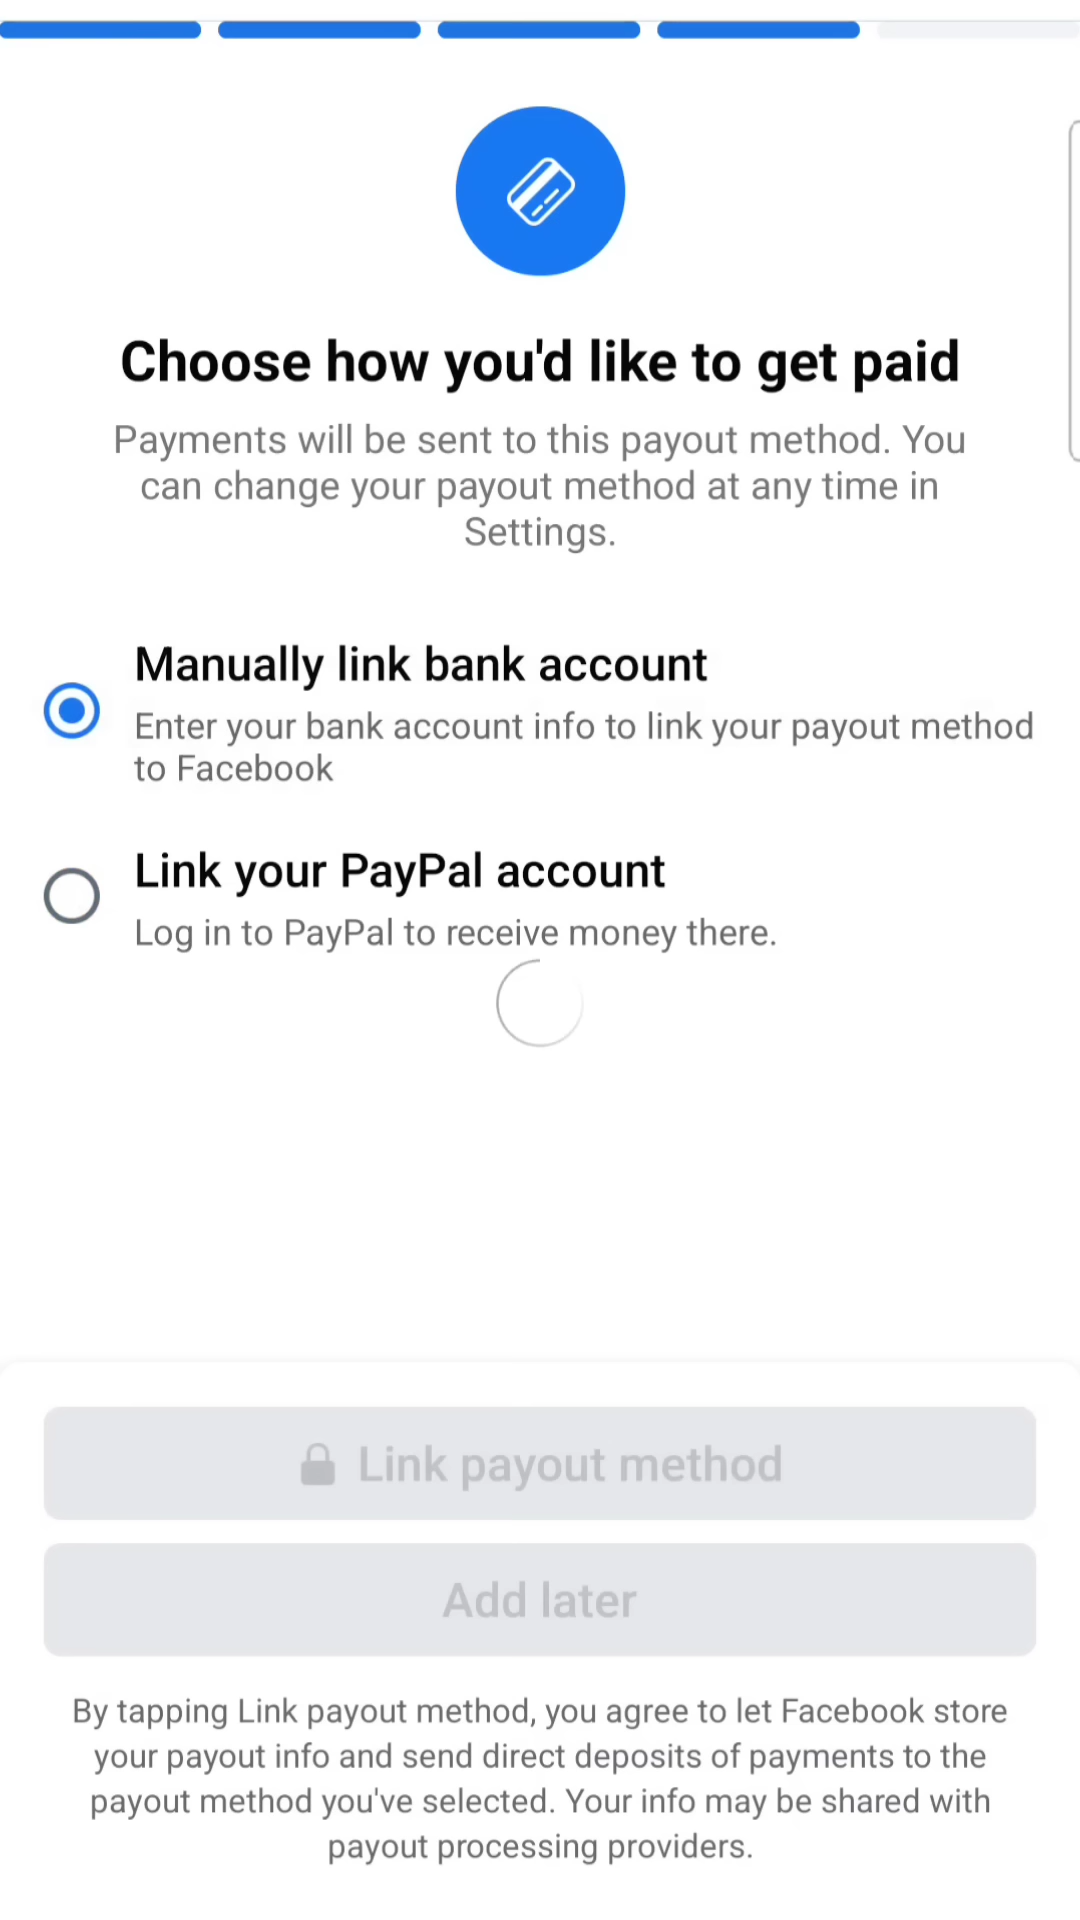 Choose how you'd like to get paid
Payments will be sent to this payout method. You
can change your payout method at any time in
Settings.
Manually link bank account
Enter your bank account info to link your payout method
to Facebook
Link your PayPal account
Log in to PayPal to receive money there.
Link payout method
Add later
By tapping Link payout method, you agree to let Facebook store
your payout info and send direct deposits of payments to the
payout method you've selected. Your info may be shared with
payout processing providers.